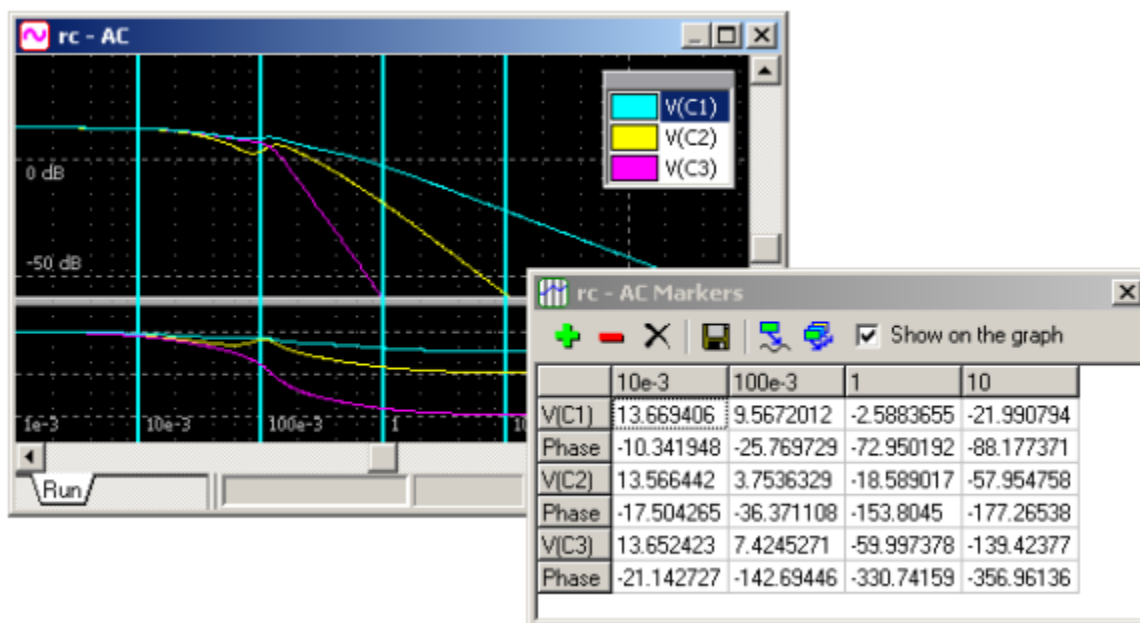 rc - AC
V(C1)
V(C2)
V(C3)
0 dB
-50 dB
1e-3 10e-3 100e-3 1 10
Run
rc - AC Markers
Show on the graph
10e-3 100e-3 1 10
V(C1) 13.669406 9.5672012 -2.5883655 -21.990794
Phase -10.341948 -25.769729 -72.950192 -88.177371
V(C2) 13.566442 3.7536329 -18.589017 -57.954758
Phase -17.504265 -36.371108 -153.8045 -177.26538
V(C3) 13.652423 7.4245271 -59.997378 -139.42377
Phase -21.142727 -142.69446 -330.74159 -356.96136